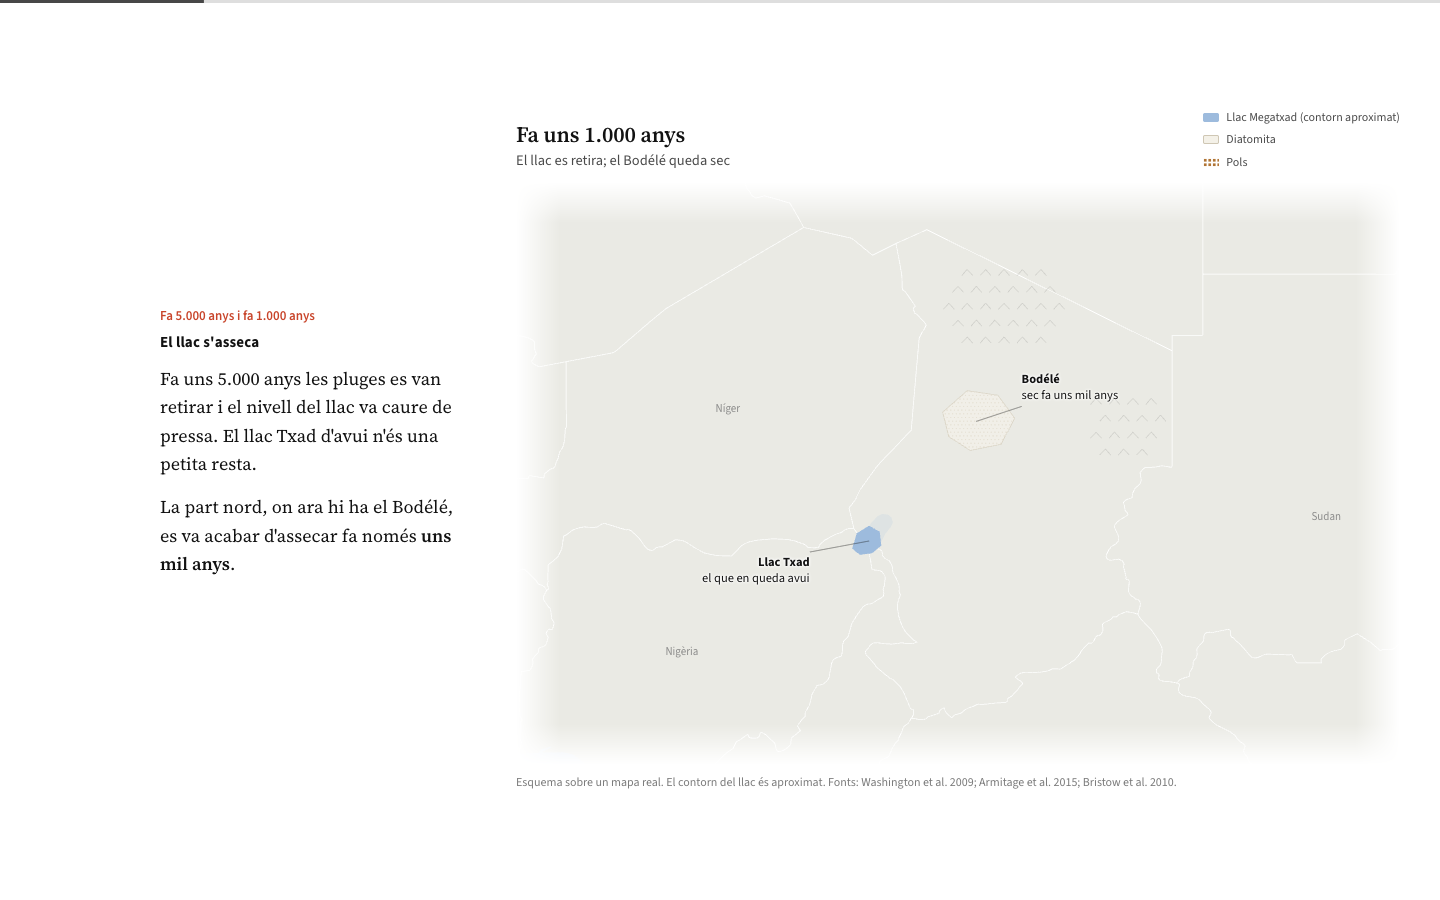 Fa uns 1.000 anys
El llac es retira; el Bodélé queda sec
Llac Megatxad (contorn aproximat)
Diatomita
Pols
Fa 5.000 anys i fa 1.000 anys
El llac s'asseca
Fa uns 5.000 anys les pluges es van
retirar i el nivell del llac va caure de
pressa. El llac Txad d'avui n'és una
petita resta.
La part nord, on ara hi ha el Bodélé,
es va acabar d'assecar fa només uns
mil anys.
Níger
Bodélé
sec fa uns mil anys
Sudan
Llac Txad
el que en queda avui
Nigèria
Esquema sobre un mapa real. El contorn del llac és aproximat. Fonts: Washington et al. 2009; Armitage et al. 2015; Bristow et al. 2010.